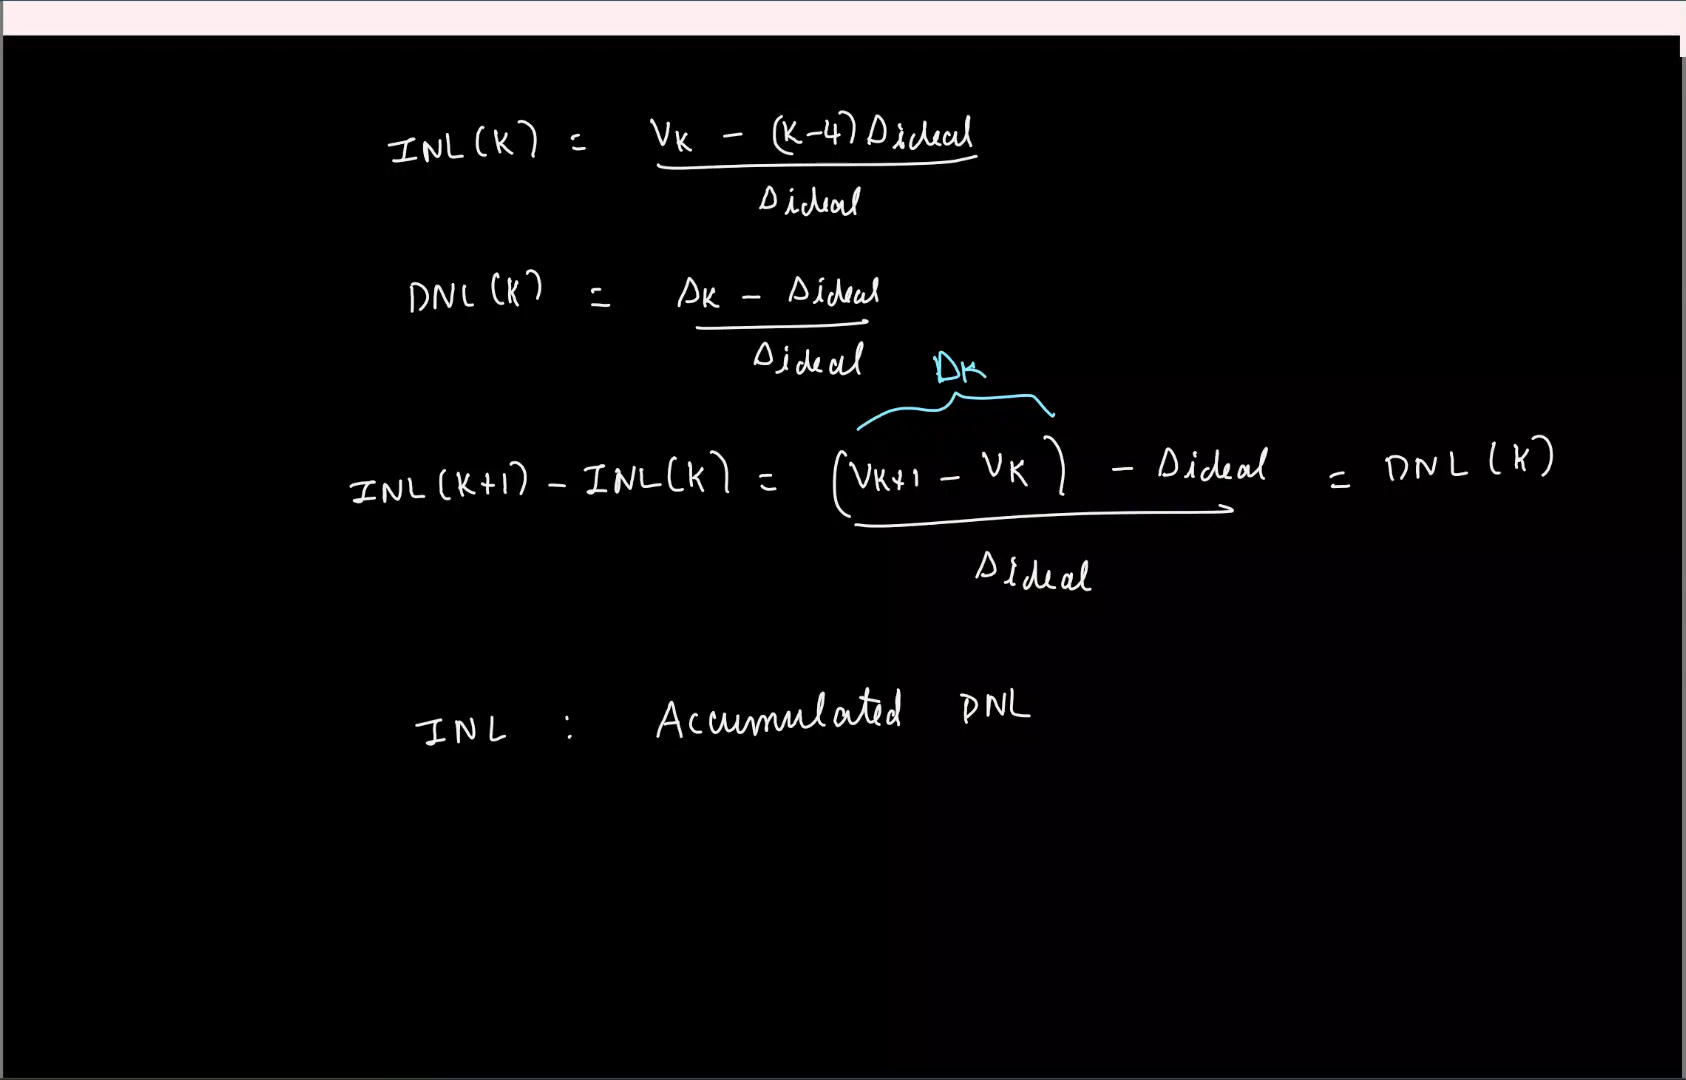 INL(K) = VK - (K-4) Δideal
Δideal
DNL(K) = ΔK - Δideal
Δideal
ΔK
INL(K+1) - INL(K) = (VK+1 - VK) - Δideal = DNL(K)
Δideal
INL : Accumulated DNL